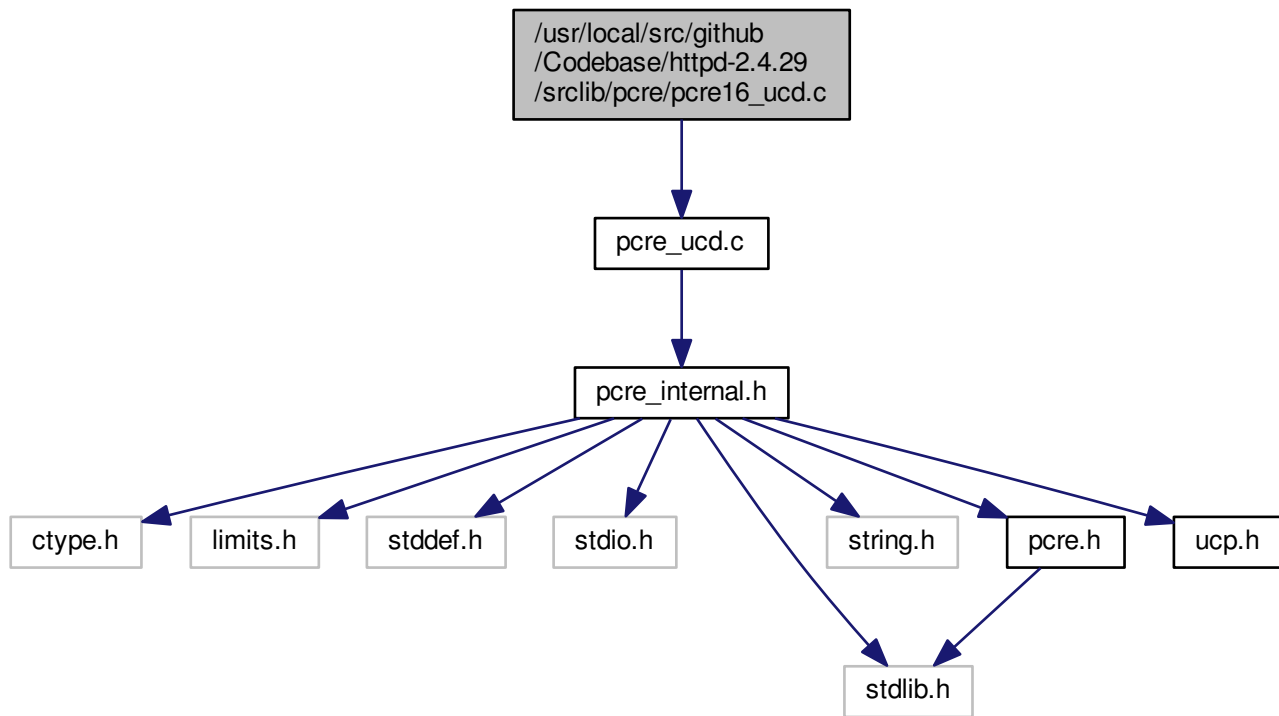 /usr/local/src/github
/Codebase/httpd-2.4.29
/srclib/pcre/pcre16_ucd.c
pcre_ucd.c
pcre_internal.h
ctype.h
limits.h
stddef.h
stdio.h
string.h
pcre.h
ucp.h
stdlib.h